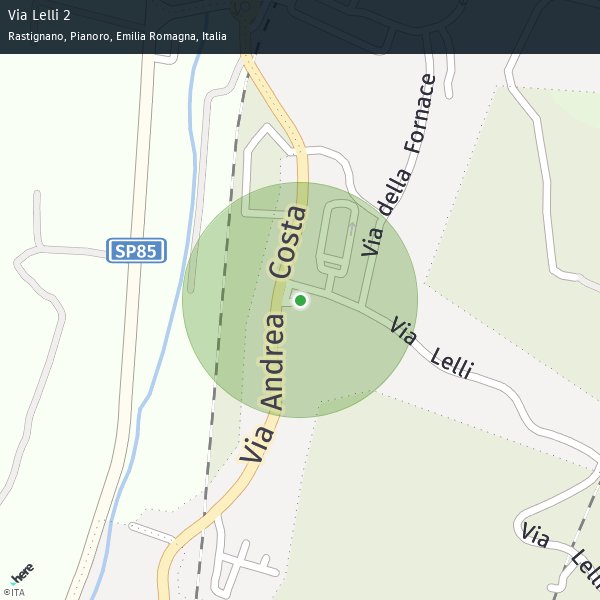 Via Lelli 2
Rastignano, Pianoro, Emilia Romagna, Italia
Via della Fornace
SP85
Via Andrea Costa
Via Lelli
Via Lelli
here
©ITA